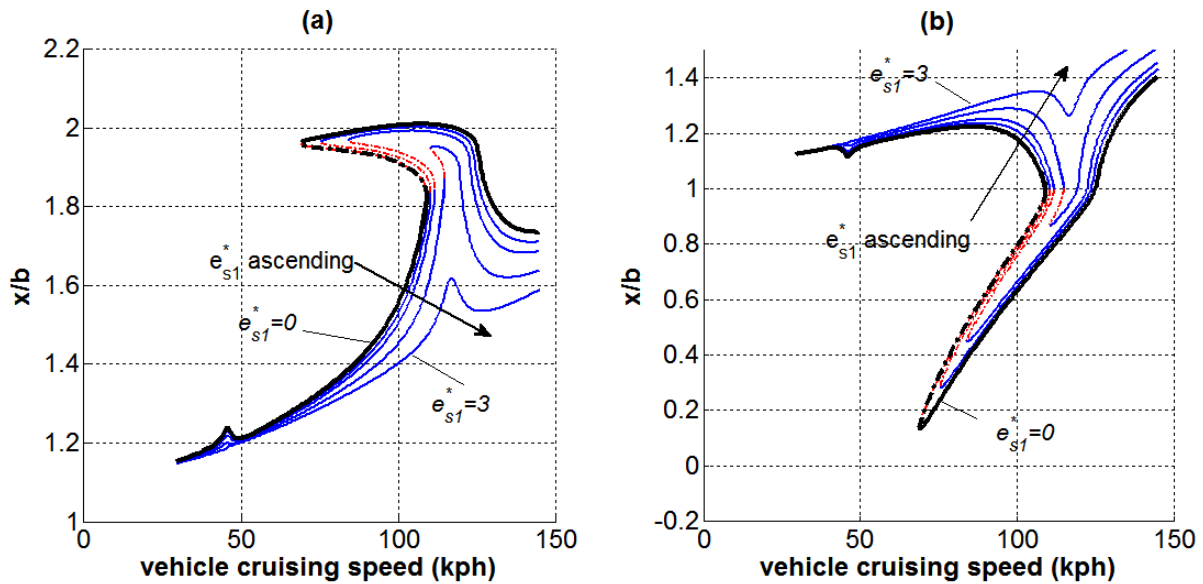 (a)
2.2
2
1.8
1.6
1.4
1.2
1
x/b
e*s1 ascending
e*s1=0
e*s1=3
0
50
100
150
vehicle cruising speed (kph)
(b)
1.4
1.2
1
0.8
0.6
0.4
0.2
0
-0.2
x/b
e*s1=3
e*s1 ascending
e*s1=0
0
50
100
150
vehicle cruising speed (kph)